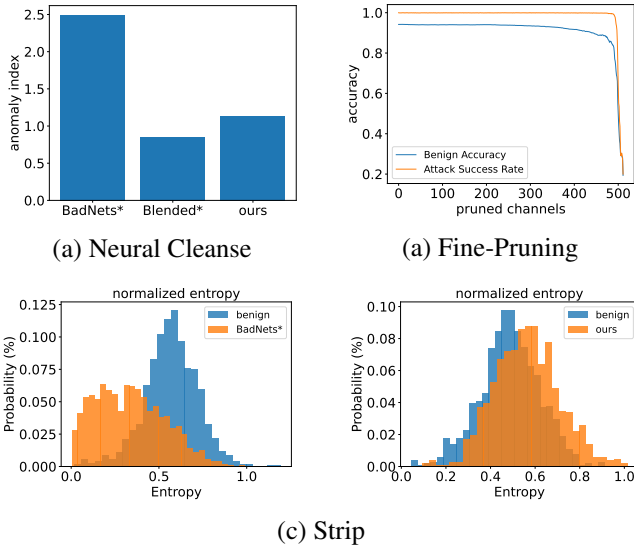 2.5
2.0
1.5
1.0
0.5
0.0
anomaly index
BadNets* Blended* ours
(a) Neural Cleanse
1.0
0.8
0.6
0.4
0.2
accuracy
Benign Accuracy
Attack Success Rate
0 100 200 300 400 500
pruned channels
(a) Fine-Pruning
normalized entropy
0.125
0.100
0.075
0.050
0.025
0.000
Probability (%)
benign
BadNets*
0.0 0.5 1.0
Entropy
normalized entropy
0.10
0.08
0.06
0.04
0.02
0.00
Probability (%)
benign
ours
0.0 0.2 0.4 0.6 0.8 1.0
Entropy
(c) Strip